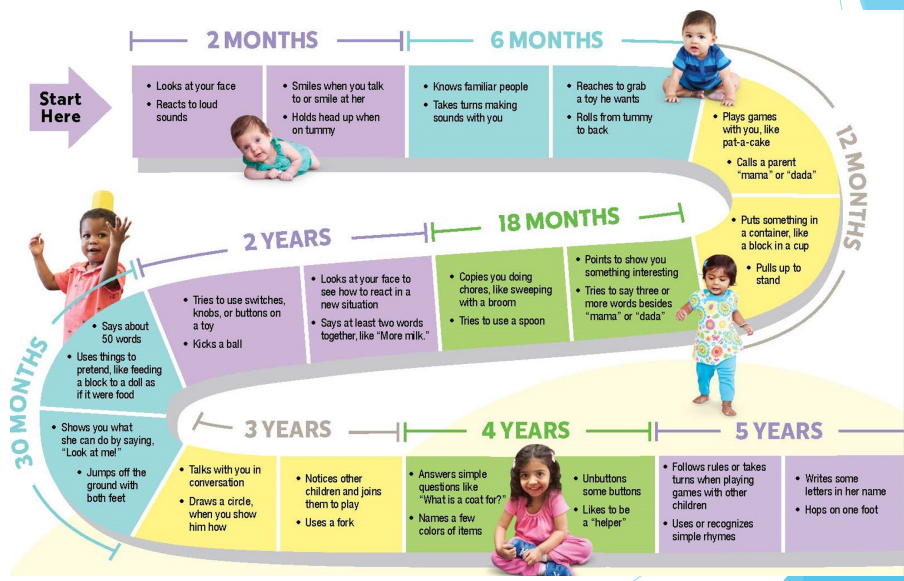 2 MONTHS
6 MONTHS
Start
Here
• Looks at your face
• Reacts to loud
sounds
• Smiles when you talk
to or smile at her
• Holds head up when
on tummy
• Knows familiar people
• Takes turns making
sounds with you
• Reaches to grab
a toy he wants
• Rolls from tummy
to back
12 MONTHS
• Plays games
with you, like
pat-a-cake
• Calls a parent
“mama” or “dada”
• Puts something in
a container, like
a block in a cup
• Pulls up to
stand
18 MONTHS
• Points to show you
something interesting
• Tries to say three or
more words besides
“mama” or “dada”
• Copies you doing
chores, like sweeping
with a broom
• Tries to use a spoon
2 YEARS
• Looks at your face to
see how to react in a
new situation
• Says at least two words
together, like “More milk.”
• Tries to use switches,
knobs, or buttons on
a toy
• Kicks a ball
30 MONTHS
• Says about
50 words
• Uses things to
pretend, like feeding
a block to a doll as
if it were food
• Shows you what
she can do by saying,
“Look at me!”
• Jumps off the
ground with
both feet
3 YEARS
• Talks with you in
conversation
• Draws a circle,
when you show
him how
• Notices other
children and joins
them to play
• Uses a fork
4 YEARS
• Answers simple
questions like
“What is a coat for?”
• Names a few
colors of items
• Unbuttons
some buttons
• Likes to be
a “helper”
5 YEARS
• Follows rules or takes
turns when playing
games with other
children
• Uses or recognizes
simple rhymes
• Writes some
letters in her name
• Hops on one foot